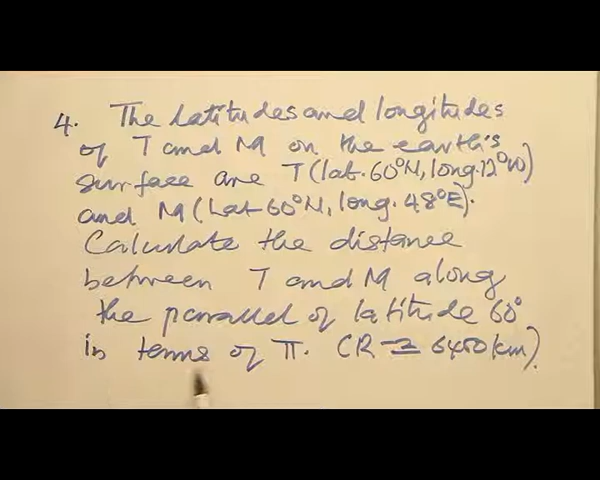 4. The latitudes and longitudes
of T and M on the earth's
surface are T(lat. 60°N, long. 12°W)
and M(Lat 60°N, long. 48°E).
Calculate the distance
between T and M along
the parallel of latitude 60°
in terms of π. (R = 6400km).